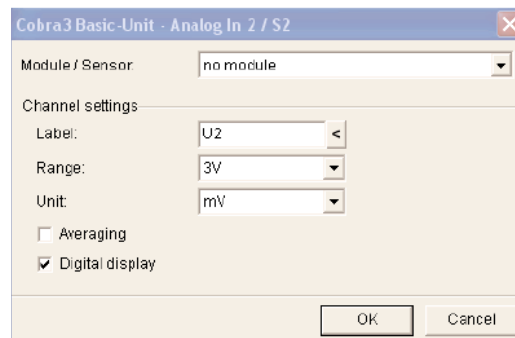 Cobra3 Basic-Unit - Analog In 2 / S2
Module / Sensor: no module
Channel settings
Label: U2 <
Range: 3V
Unit: mV
Averaging
Digital display
OK Cancel